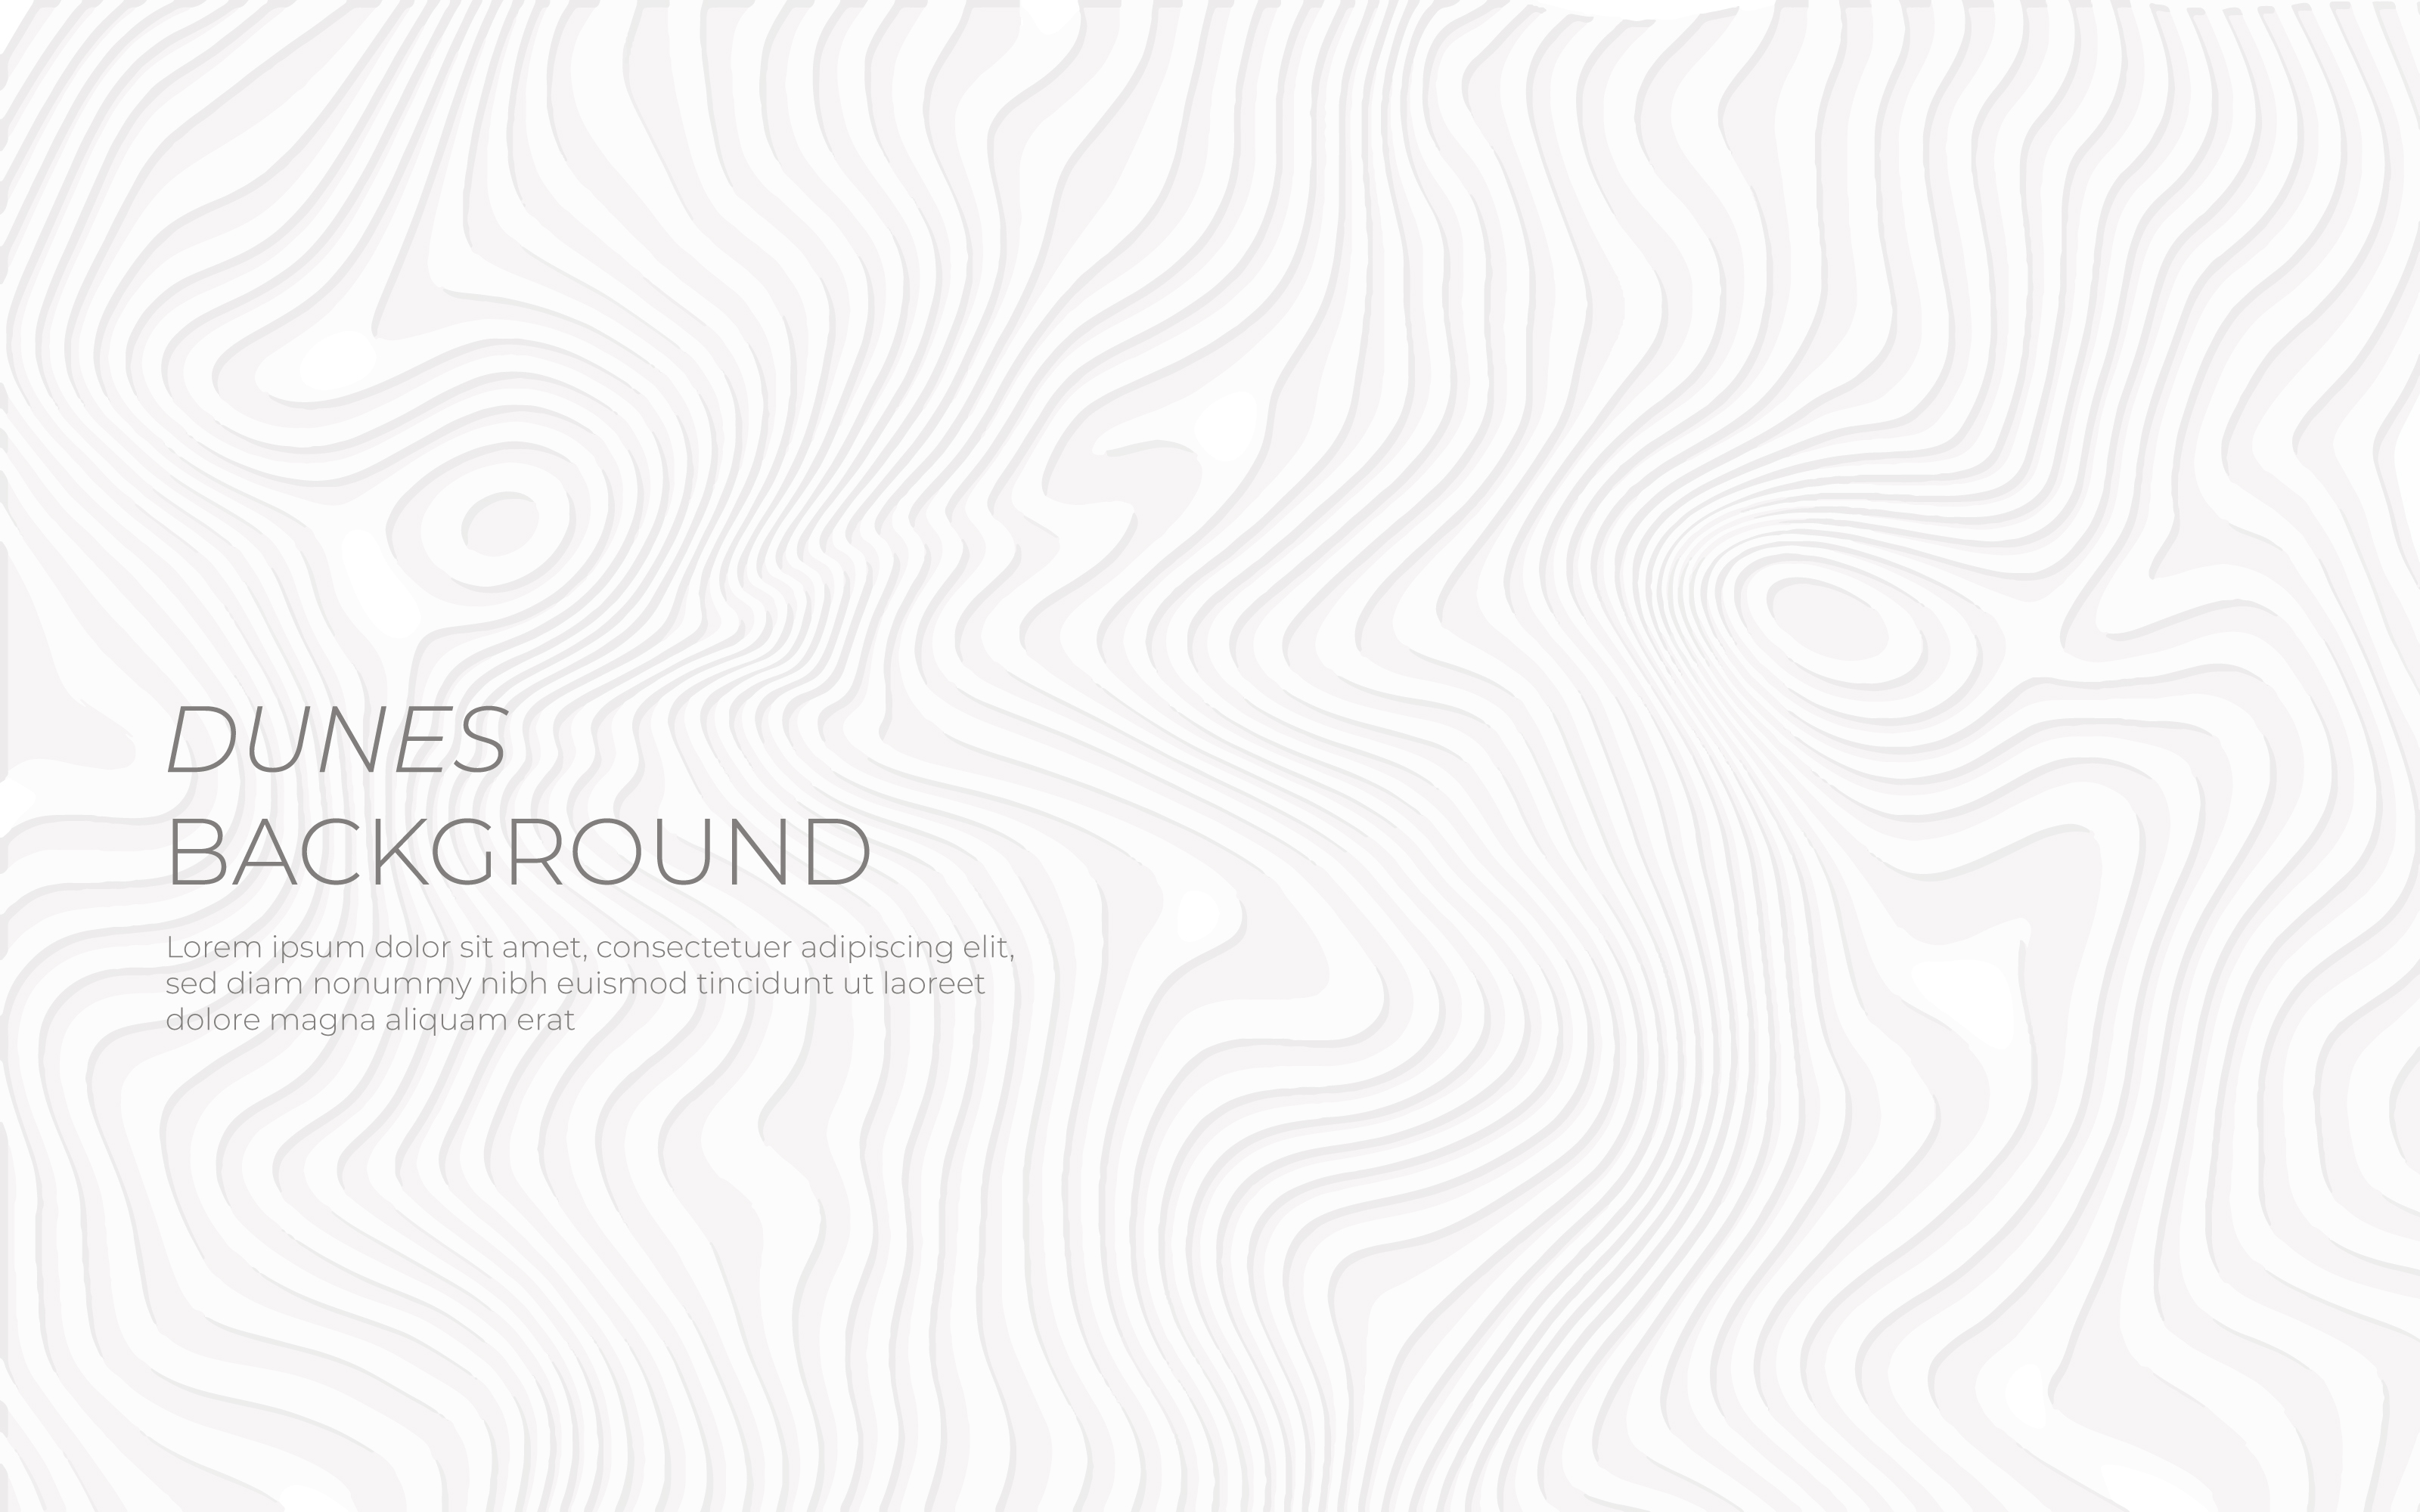 DUNES
BACKGROUND
Lorem ipsum dolor sit amet, consectetuer adipiscing elit,
sed diam nonummy nibh euismod tincidunt ut laoreet
dolore magna aliquam erat